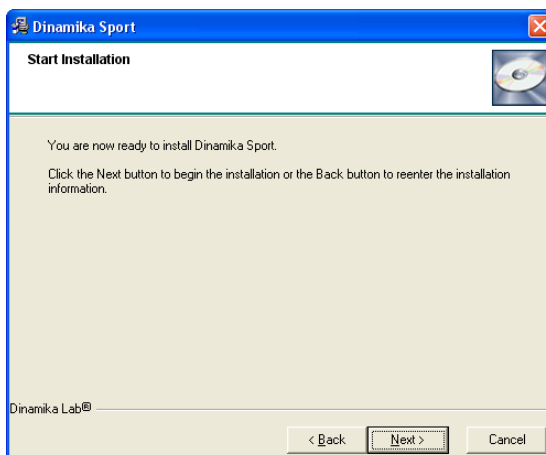 Dinamika Sport
Start Installation
You are now ready to install Dinamika Sport.
Click the Next button to begin the installation or the Back button to reenter the installation
information.
Dinamika Lab®
< Back
Next >
Cancel